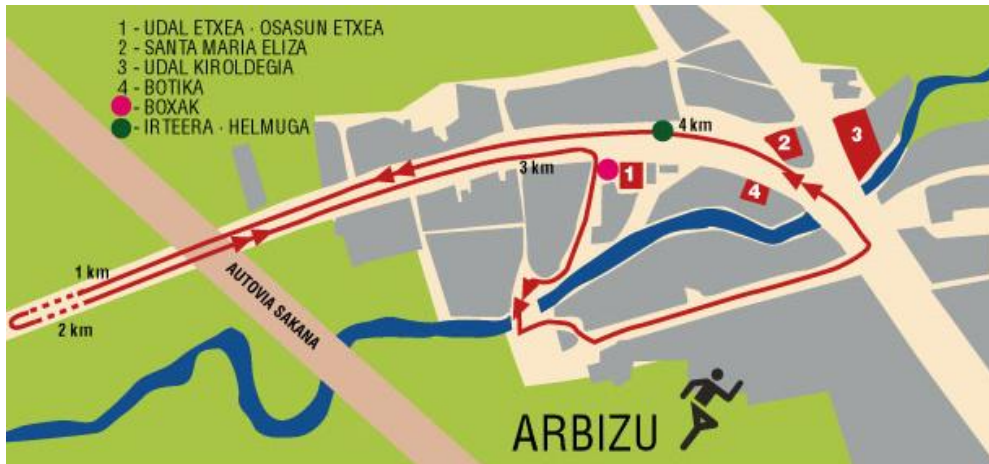 1 - UDAL ETXEA · OSASUN ETXEA
2 - SANTA MARIA ELIZA
3 - UDAL KIROLDEGIA
4 - BOTIKA
- BOXAK
- IRTEERA · HELMUGA
4 km
2
3
3 km
1
4
1 km
AUTOVIA SAKANA
2 km
ARBIZU